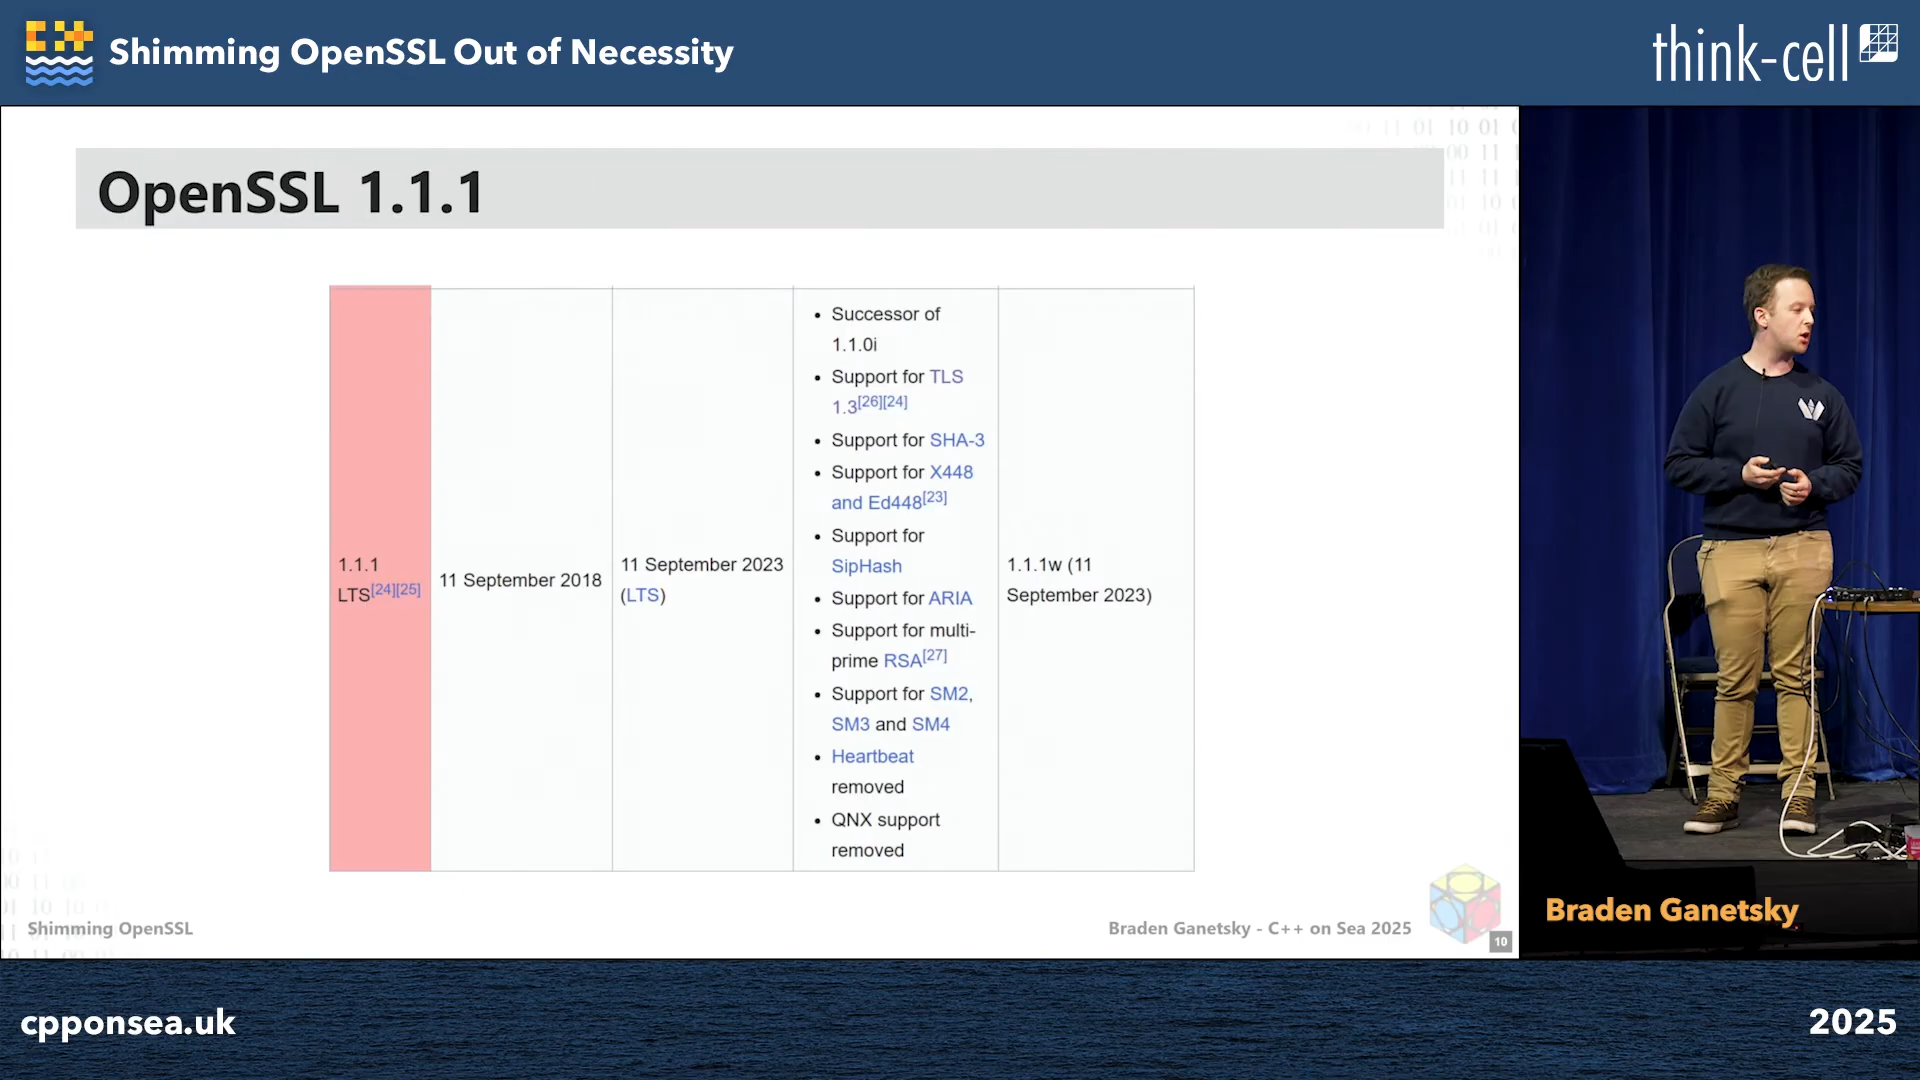 Shimming OpenSSL Out of Necessity
think-cell
OpenSSL 1.1.1
1.1.1
LTS[24][25]
11 September 2018
11 September 2023
(LTS)
• Successor of
1.1.0i
• Support for TLS
1.3[26][24]
• Support for SHA-3
• Support for X448
and Ed448[23]
• Support for
SipHash
• Support for ARIA
• Support for multi-
prime RSA[27]
• Support for SM2,
SM3 and SM4
• Heartbeat
removed
• QNX support
removed
1.1.1w (11
September 2023)
Shimming OpenSSL
Braden Ganetsky - C++ on Sea 2025
10
Braden Ganetsky
cpponsea.uk
2025